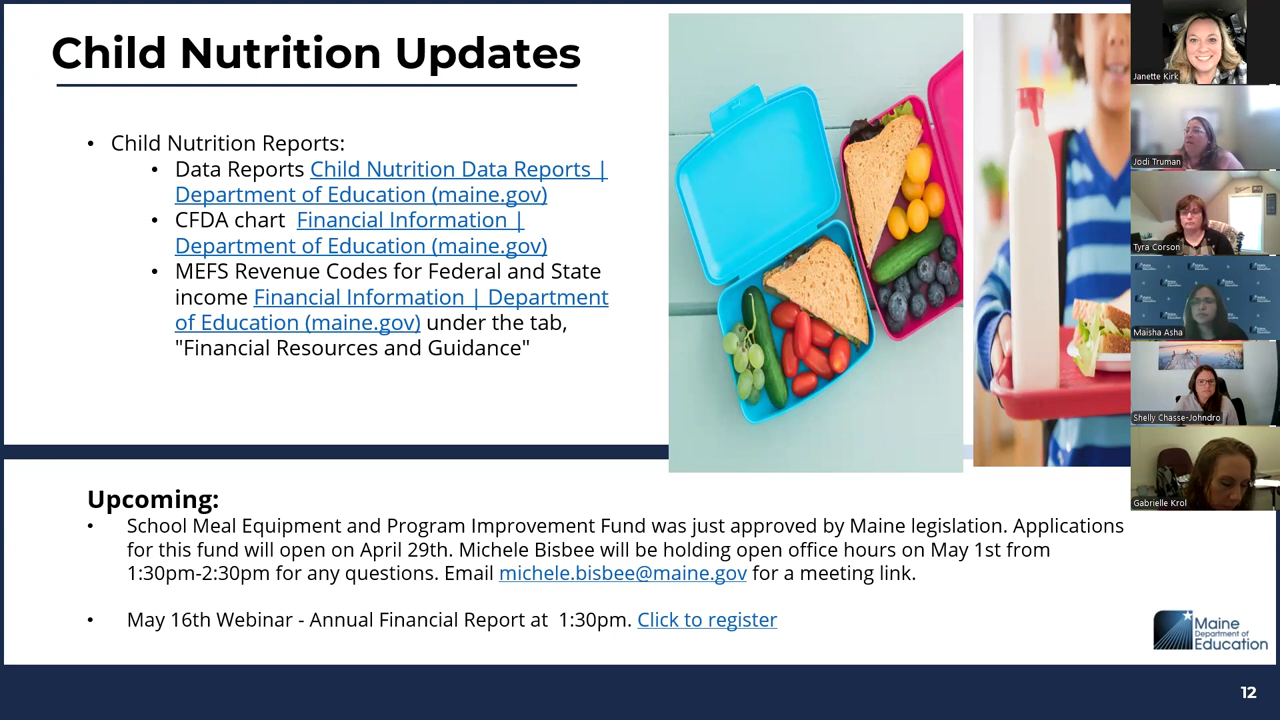 Child Nutrition Updates
• Child Nutrition Reports:
• Data Reports Child Nutrition Data Reports |
Department of Education (maine.gov)
• CFDA chart Financial Information |
Department of Education (maine.gov)
• MEFS Revenue Codes for Federal and State
income Financial Information | Department
of Education (maine.gov) under the tab,
"Financial Resources and Guidance"
Upcoming:
• School Meal Equipment and Program Improvement Fund was just approved by Maine legislation. Applications
for this fund will open on April 29th. Michele Bisbee will be holding open office hours on May 1st from
1:30pm-2:30pm for any questions. Email michele.bisbee@maine.gov for a meeting link.
• May 16th Webinar - Annual Financial Report at 1:30pm. Click to register
Janette Kirk
Jodi Truman
Tyra Corson
Maisha Asha
Shelly Chasse-Johndro
Gabrielle Krol
Maine
Department of
Education
12